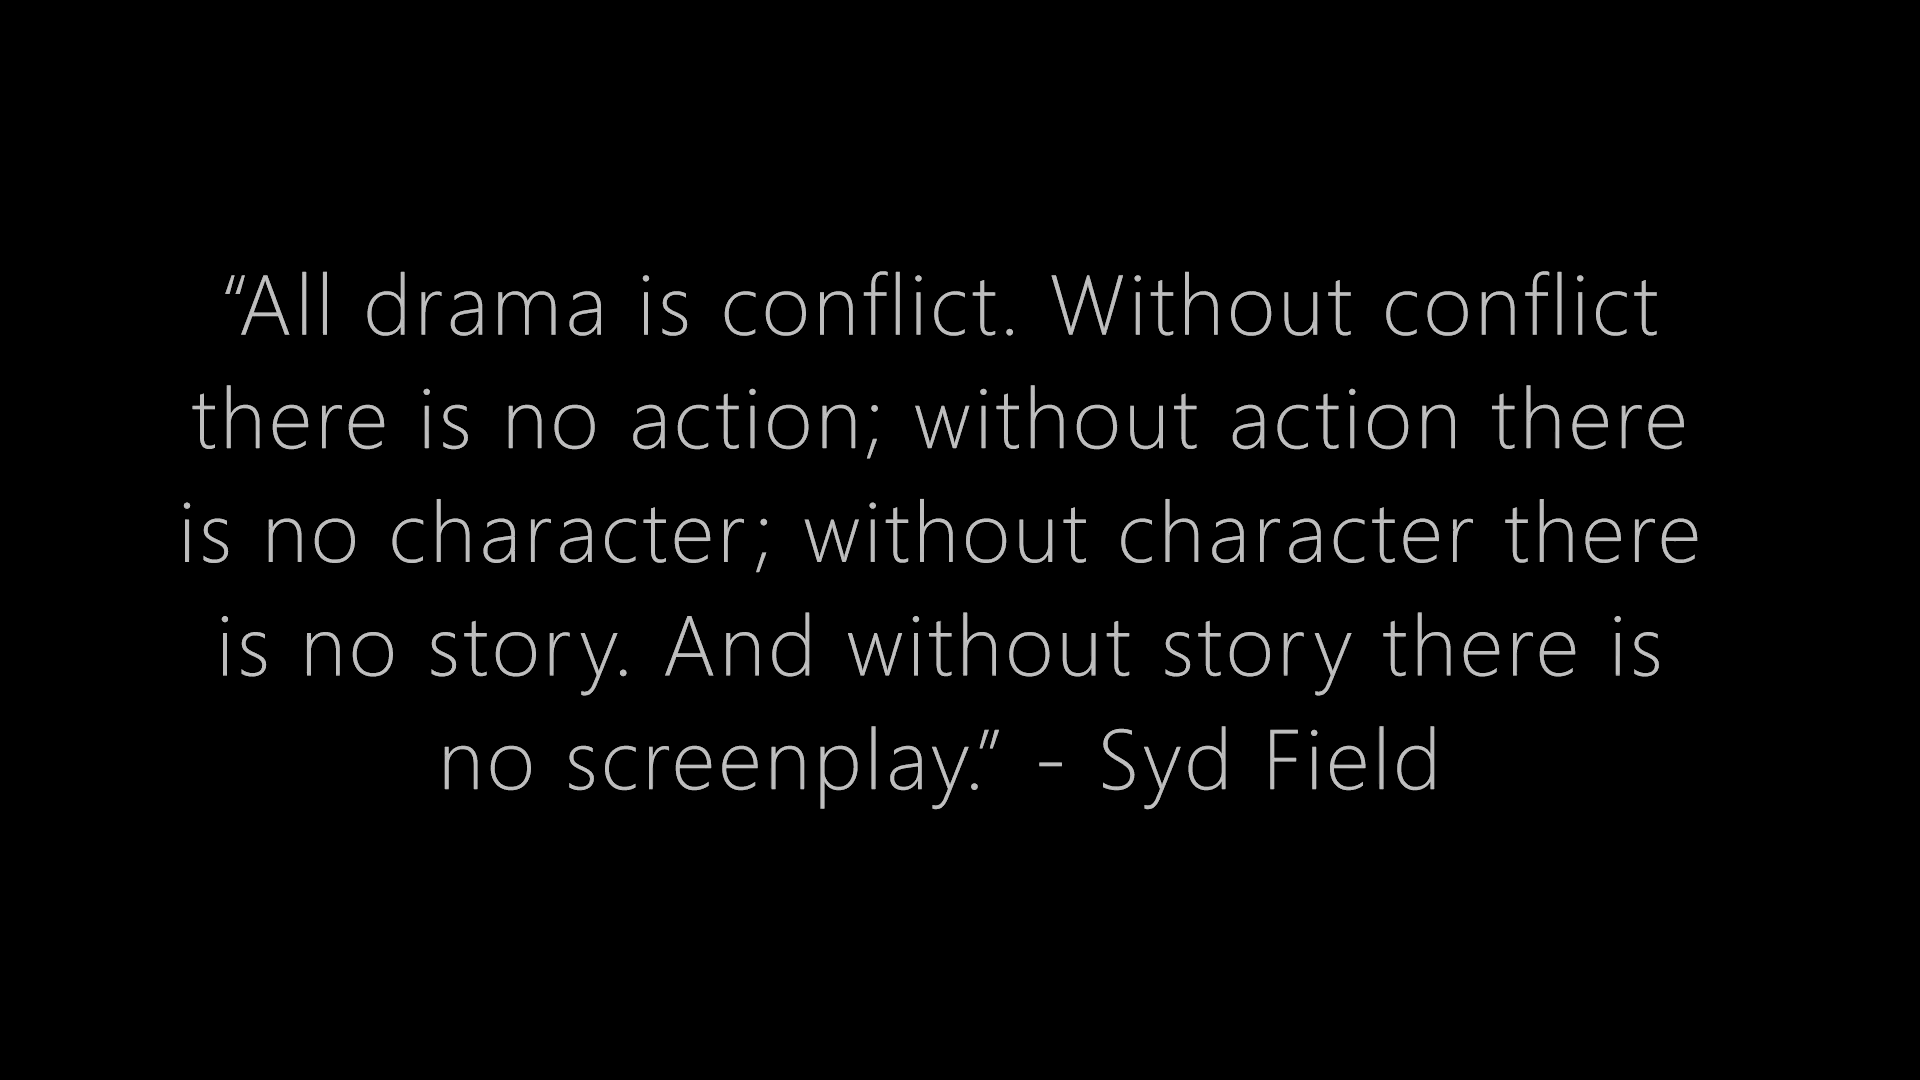 “All drama is conflict. Without conflict
there is no action; without action there
is no character; without character there
is no story. And without story there is
no screenplay.” - Syd Field